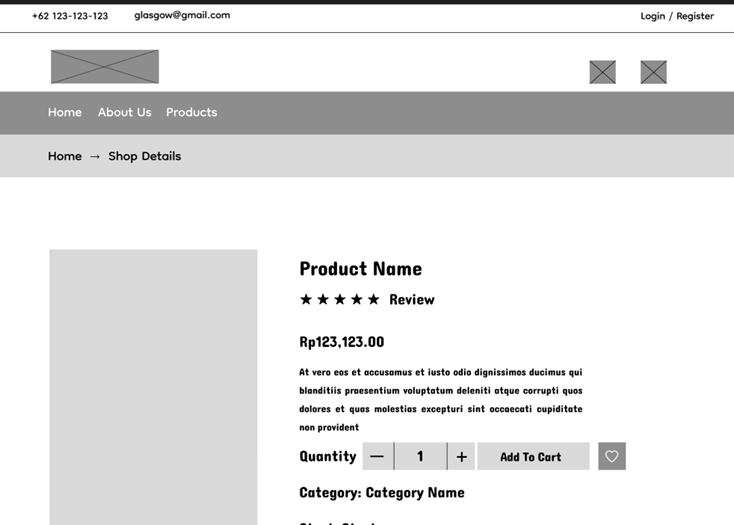 +62 123-123-123 glasgow@gmail.com Login / Register
Home About Us Products
Home → Shop Details
Product Name
★ ★ ★ ★ ★ Review
Rp123,123.00
At vero eos et accusamus et iusto odio dignissimos ducimus qui
blanditiis praesentium voluptatum deleniti atque corrupti quos
dolores et quas molestias excepturi sint occaecati cupiditate
non provident
Quantity — 1 + Add To Cart
Category: Category Name